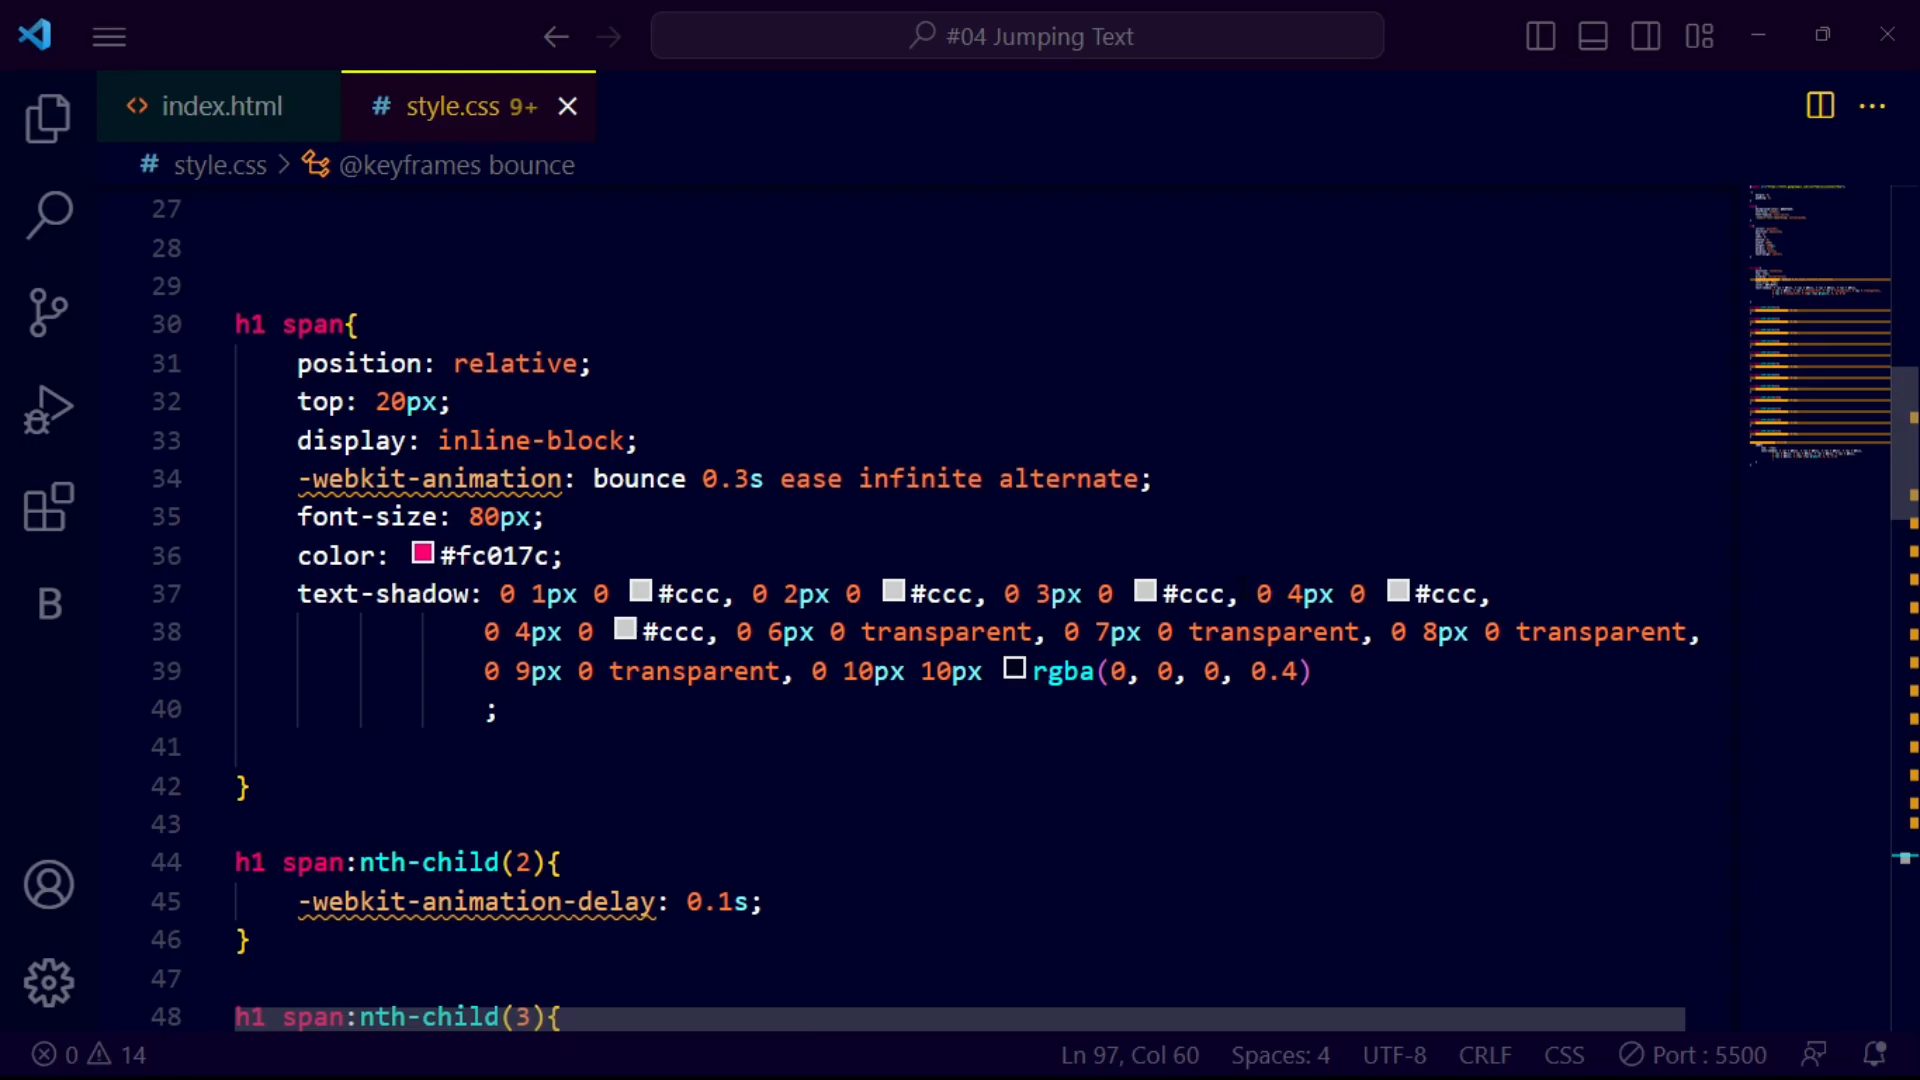 #04 Jumping Text
<> index.html
# style.css 9+ ×
# style.css > @keyframes bounce
27
28
29
30 h1 span{
31 position: relative;
32 top: 20px;
33 display: inline-block;
34 -webkit-animation: bounce 0.3s ease infinite alternate;
35 font-size: 80px;
36 color: #fc017c;
37 text-shadow: 0 1px 0 #ccc, 0 2px 0 #ccc, 0 3px 0 #ccc, 0 4px 0 #ccc,
38 0 4px 0 #ccc, 0 6px 0 transparent, 0 7px 0 transparent, 0 8px 0 transparent,
39 0 9px 0 transparent, 0 10px 10px rgba(0, 0, 0, 0.4)
40 ;
41
42 }
43
44 h1 span:nth-child(2){
45 -webkit-animation-delay: 0.1s;
46 }
47
48 h1 span:nth-child(3){
B
0 14 Ln 97, Col 60 Spaces: 4 UTF-8 CRLF CSS Port : 5500